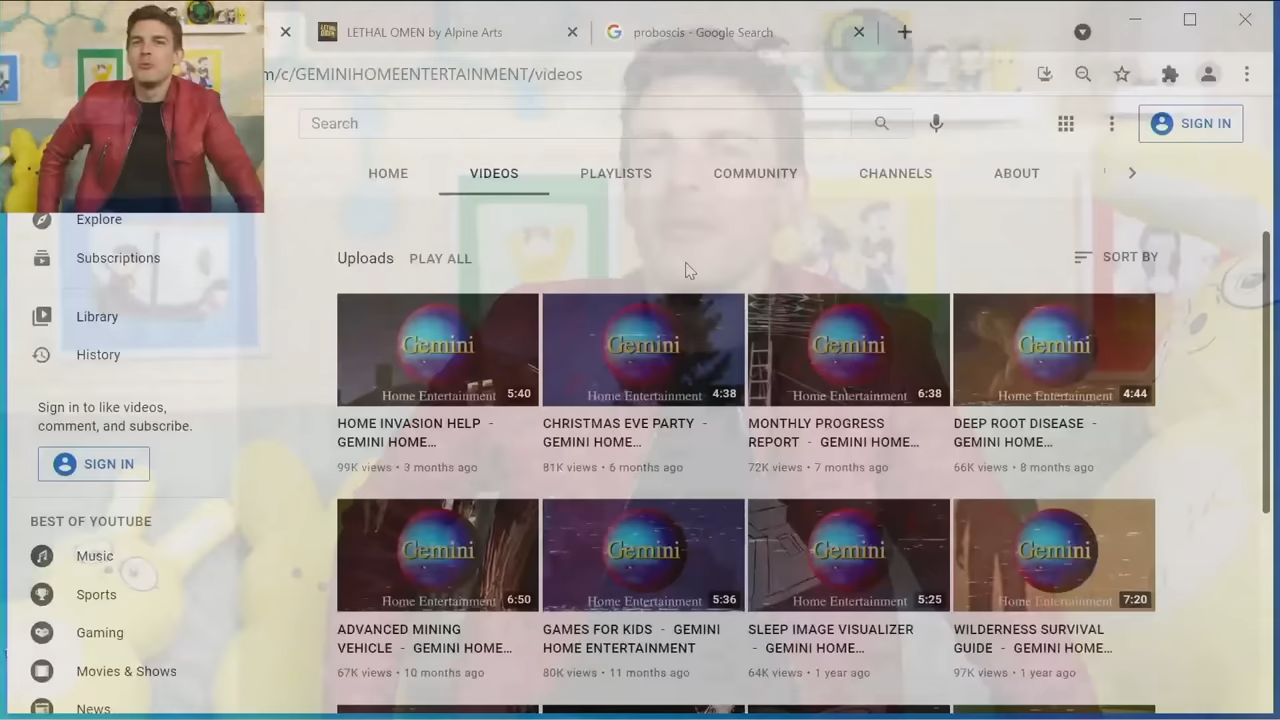 LETHAL OMEN by Alpine Arts
proboscis - Google Search
m/c/GEMINIHOMEENTERTAINMENT/videos
Search
SIGN IN
HOME
VIDEOS
PLAYLISTS
COMMUNITY
CHANNELS
ABOUT
Explore
Subscriptions
Library
History
Sign in to like videos,
comment, and subscribe.
SIGN IN
BEST OF YOUTUBE
Music
Sports
Gaming
Movies & Shows
News
Uploads PLAY ALL
SORT BY
Gemini
Home Entertainment 5:40
HOME INVASION HELP -
GEMINI HOME...
99K views • 3 months ago
Gemini
Home Entertainment 4:38
CHRISTMAS EVE PARTY -
GEMINI HOME...
81K views • 6 months ago
Gemini
Home Entertainment 6:38
MONTHLY PROGRESS
REPORT - GEMINI HOME...
72K views • 7 months ago
Gemini
Home Entertainment 4:44
DEEP ROOT DISEASE -
GEMINI HOME...
66K views • 8 months ago
Gemini
Home Entertainment 6:50
ADVANCED MINING
VEHICLE - GEMINI HOME...
67K views • 10 months ago
Gemini
Home Entertainment 5:36
GAMES FOR KIDS - GEMINI
HOME ENTERTAINMENT
80K views • 11 months ago
Gemini
Home Entertainment 5:25
SLEEP IMAGE VISUALIZER
- GEMINI HOME...
64K views • 1 year ago
Gemini
Home Entertainment 7:20
WILDERNESS SURVIVAL
GUIDE - GEMINI HOME...
97K views • 1 year ago